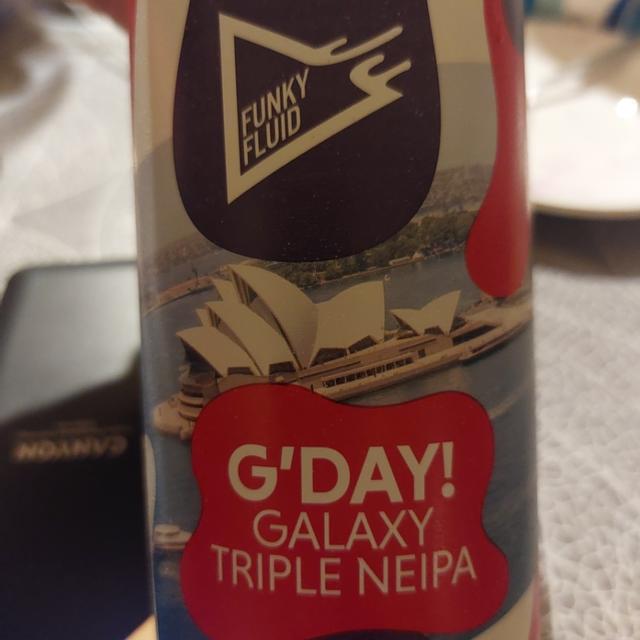 FUNKY
FLUID
G'DAY!
GALAXY
TRIPLE NEIPA
CANYON